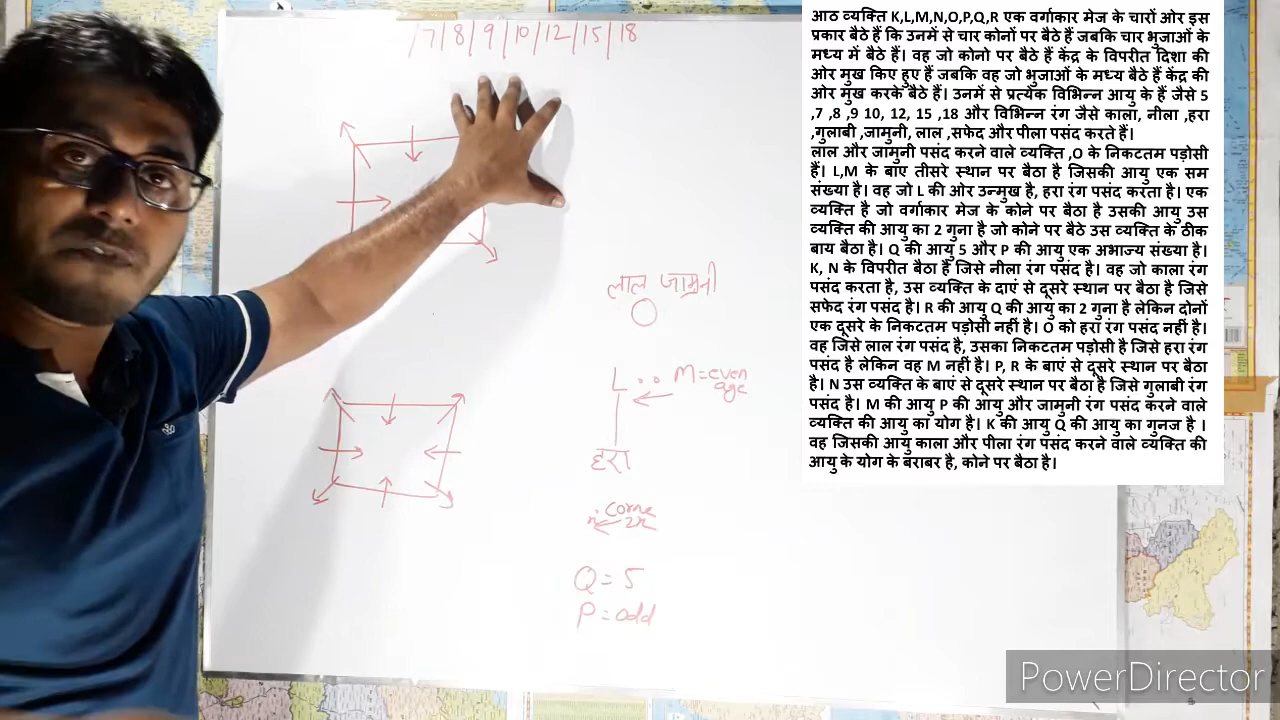 7 8 9 10 12 15 18
लाल जामुनी
L M = even
age
हरा
corne
n 2n
Q = 5
P = odd
आठ व्यक्ति K,L,M,N,O,P,Q,R एक वर्गाकार मेज के चारों ओर इस
प्रकार बैठे हैं कि उनमें से चार कोनों पर बैठे हैं जबकि चार भुजाओं के
मध्य में बैठे हैं। वह जो कोनो पर बैठे हैं केंद्र के विपरीत दिशा की
ओर मुख किए हुए हैं जबकि वह जो भुजाओं के मध्य बैठे हैं केंद्र की
ओर मुख करके बैठे हैं। उनमें से प्रत्येक विभिन्न आयु के हैं जैसे 5
,7 ,8 ,9 10, 12, 15 ,18 और विभिन्न रंग जैसे काला, नीला ,हरा
,गुलाबी ,जामुनी, लाल ,सफेद और पीला पसंद करते हैं।
लाल और जामुनी पसंद करने वाले व्यक्ति ,O के निकटतम पड़ोसी
हैं। L,M के बाएं तीसरे स्थान पर बैठा है जिसकी आयु एक सम
संख्या है। वह जो L की ओर उन्मुख है, हरा रंग पसंद करता है। एक
व्यक्ति है जो वर्गाकार मेज के कोने पर बैठा है उसकी आयु उस
व्यक्ति की आयु का 2 गुना है जो कोने पर बैठे उस व्यक्ति के ठीक
बाय बैठा है। Q की आयु 5 और P की आयु एक अभाज्य संख्या है।
K, N के विपरीत बैठा है जिसे नीला रंग पसंद है। वह जो काला रंग
पसंद करता है, उस व्यक्ति के दाएं से दूसरे स्थान पर बैठा है जिसे
सफेद रंग पसंद है। R की आयु Q की आयु का 2 गुना है लेकिन दोनों
एक दूसरे के निकटतम पड़ोसी नहीं है। O को हरा रंग पसंद नहीं है।
वह जिसे लाल रंग पसंद है, उसका निकटतम पड़ोसी है जिसे हरा रंग
पसंद है लेकिन वह M नहीं है। P, R के बाएं से दूसरे स्थान पर बैठा
है। N उस व्यक्ति के बाएं से दूसरे स्थान पर बैठा है जिसे गुलाबी रंग
पसंद है। M की आयु P की आयु और जामुनी रंग पसंद करने वाले
व्यक्ति की आयु का योग है। K की आयु Q की आयु का गुनज है ।
वह जिसकी आयु काला और पीला रंग पसंद करने वाले व्यक्ति की
आयु के योग के बराबर है, कोने पर बैठा है।
PowerDirector